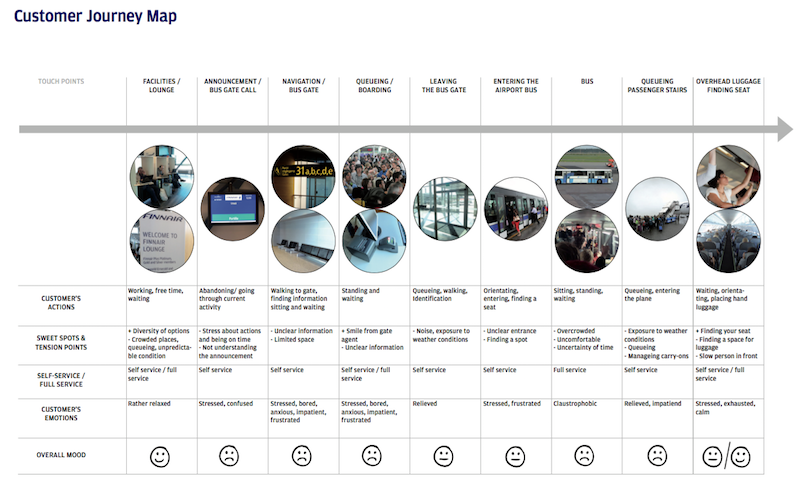 Customer Journey Map
TOUCH POINTS
FACILITIES /
LOUNGE
ANNOUNCEMENT /
BUS GATE CALL
NAVIGATION /
BUS GATE
QUEUEING /
BOARDING
LEAVING
THE BUS GATE
ENTERING THE
AIRPORT BUS
BUS
QUEUEING
PASSENGER STAIRS
OVERHEAD LUGGAGE
FINDING SEAT
31a,b,c,d,e
FINNAIR
WELCOME TO
FINNAIR
LOUNGE
CUSTOMER'S
ACTIONS
Working, free time,
waiting
Abandoning/ going
through current
activity
Walking to gate,
finding information
sitting and waiting
Standing and
waiting
Queueing, walking,
Identification
Orientating,
entering, finding a
seat
Sitting, standing,
waiting
Queueing, entering
the plane
Waiting, orienta-
ting, placing hand
luggage
SWEET SPOTS &
TENSION POINTS
+ Diversity of options
- Crowded places,
queueing, unpredicta-
ble condition
- Stress about actions
and being on time
- Not understanding
the announcement
- Unclear information
- Limited space
+ Smile from gate
agent
- Unclear information
- Noise, exposure to
weather conditions
- Unclear entrance
- Finding a spot
- Overcrowded
- Uncomfortable
- Uncertainty of time
- Exposure to weather
conditions
- Queueing
- Manageing carry-ons
+ Finding your seat
- Finding a space for
luggage
- Slow person in front
SELF-SERVICE /
FULL SERVICE
Self service / full
service
Self service
Self service
Self service / full
service
Self service
Self service
Full service
Self service
Self service / full
service
CUSTOMER'S
EMOTIONS
Rather relaxed
Stressed, confused
Stressed, bored,
anxious, impatient,
frustrated
Stressed, bored,
anxious, impatient,
frustrated
Relieved
Stressed, frustrated
Claustrophobic
Relieved, impatiend
Stressed, exhausted,
calm
OVERALL MOOD